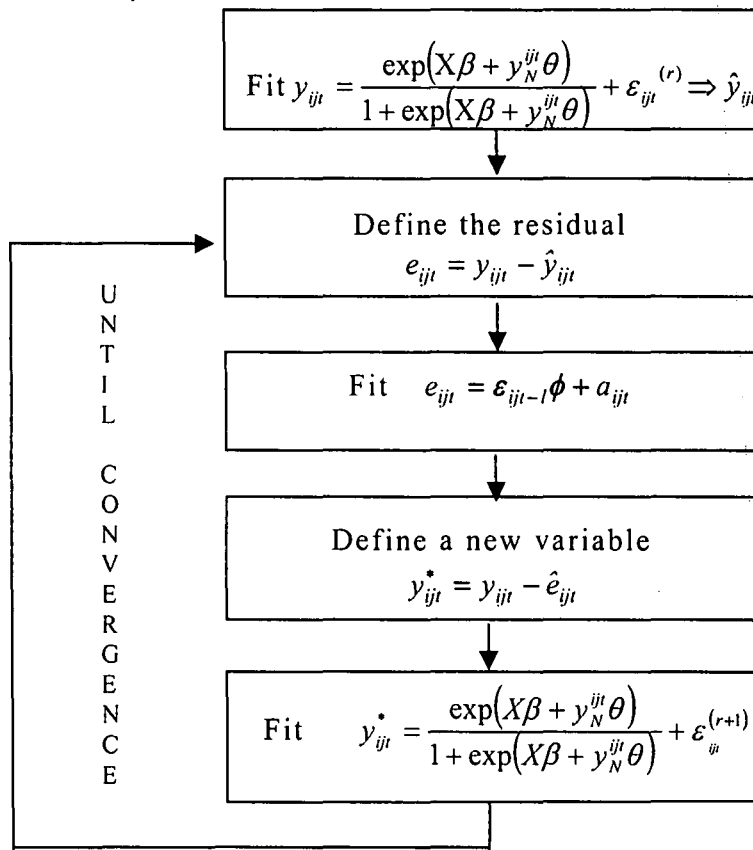 Fit y_{ijt} = \frac{\exp(Xβ + y_N^{ijt} θ)}{1 + \exp(Xβ + y_N^{ijt} θ)} + ε_{ijt}^{(r)} ⇒ ŷ_{ijt}
Define the residual
e_{ijt} = y_{ijt} - ŷ_{ijt}
Fit e_{ijt} = ε_{ijt-1} ϕ + a_{ijt}
Define a new variable
y^*_{ijt} = y_{ijt} - ê_{ijt}
Fit y^*_{ijt} = \frac{\exp(Xβ + y_N^{ijt} θ)}{1 + \exp(Xβ + y_N^{ijt} θ)} + ε_{ijt}^{(r+1)}
UNTIL CONVERGENCE